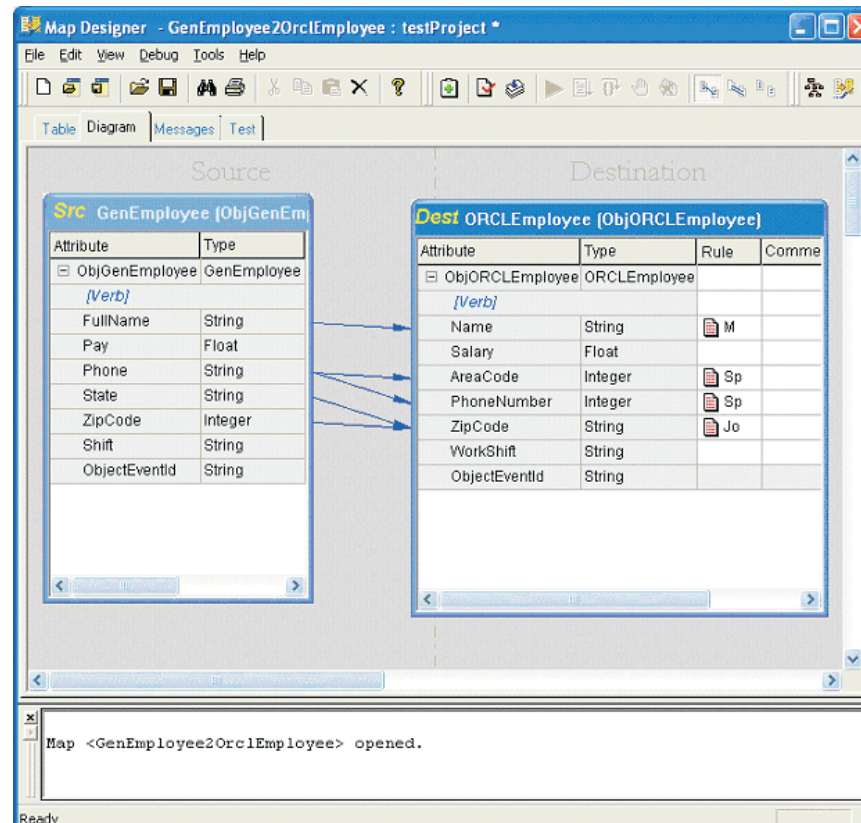 Map Designer - GenEmployee2OrclEmployee : testProject *
File Edit View Debug Tools Help
Table Diagram Messages Test
Source Destination
Src GenEmployee (ObjGenEm
Attribute Type
ObjGenEmployee GenEmployee
[Verb]
FullName String
Pay Float
Phone String
State String
ZipCode Integer
Shift String
ObjectEventId String
Dest ORCLEmployee (ObjORCLEmployee)
Attribute Type Rule Comme
ObjORCLEmployee ORCLEmployee
[Verb]
Name String M
Salary Float
AreaCode Integer Sp
PhoneNumber Integer Sp
ZipCode String Jo
WorkShift String
ObjectEventId String
Map <GenEmployee2OrclEmployee> opened.
Ready